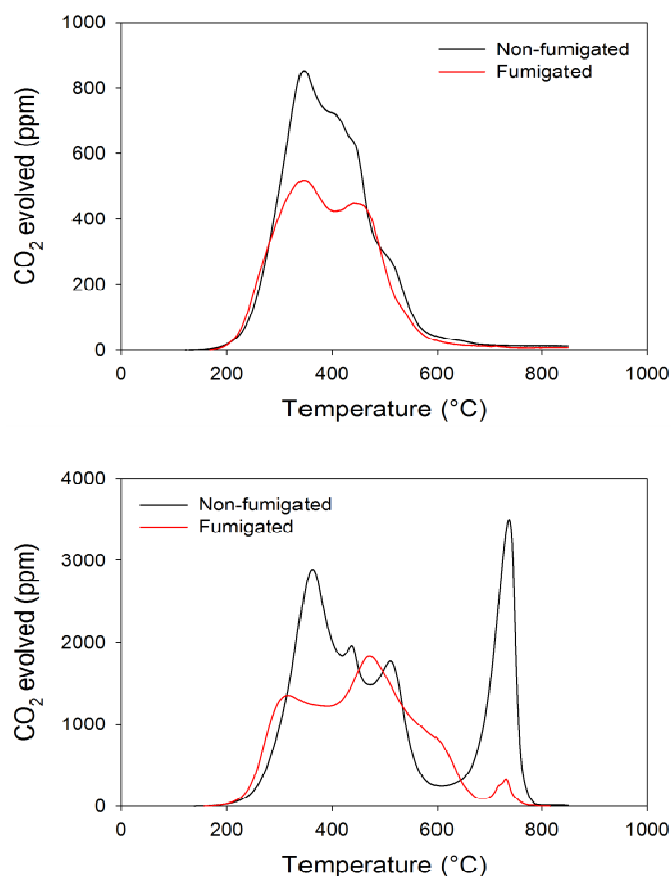 1000
800
600
400
200
0
CO₂ evolved (ppm)
Non-fumigated
Fumigated
0 200 400 600 800 1000
Temperature (°C)
4000
3000
2000
1000
0
CO₂ evolved (ppm)
Non-fumigated
Fumigated
0 200 400 600 800 1000
Temperature (°C)